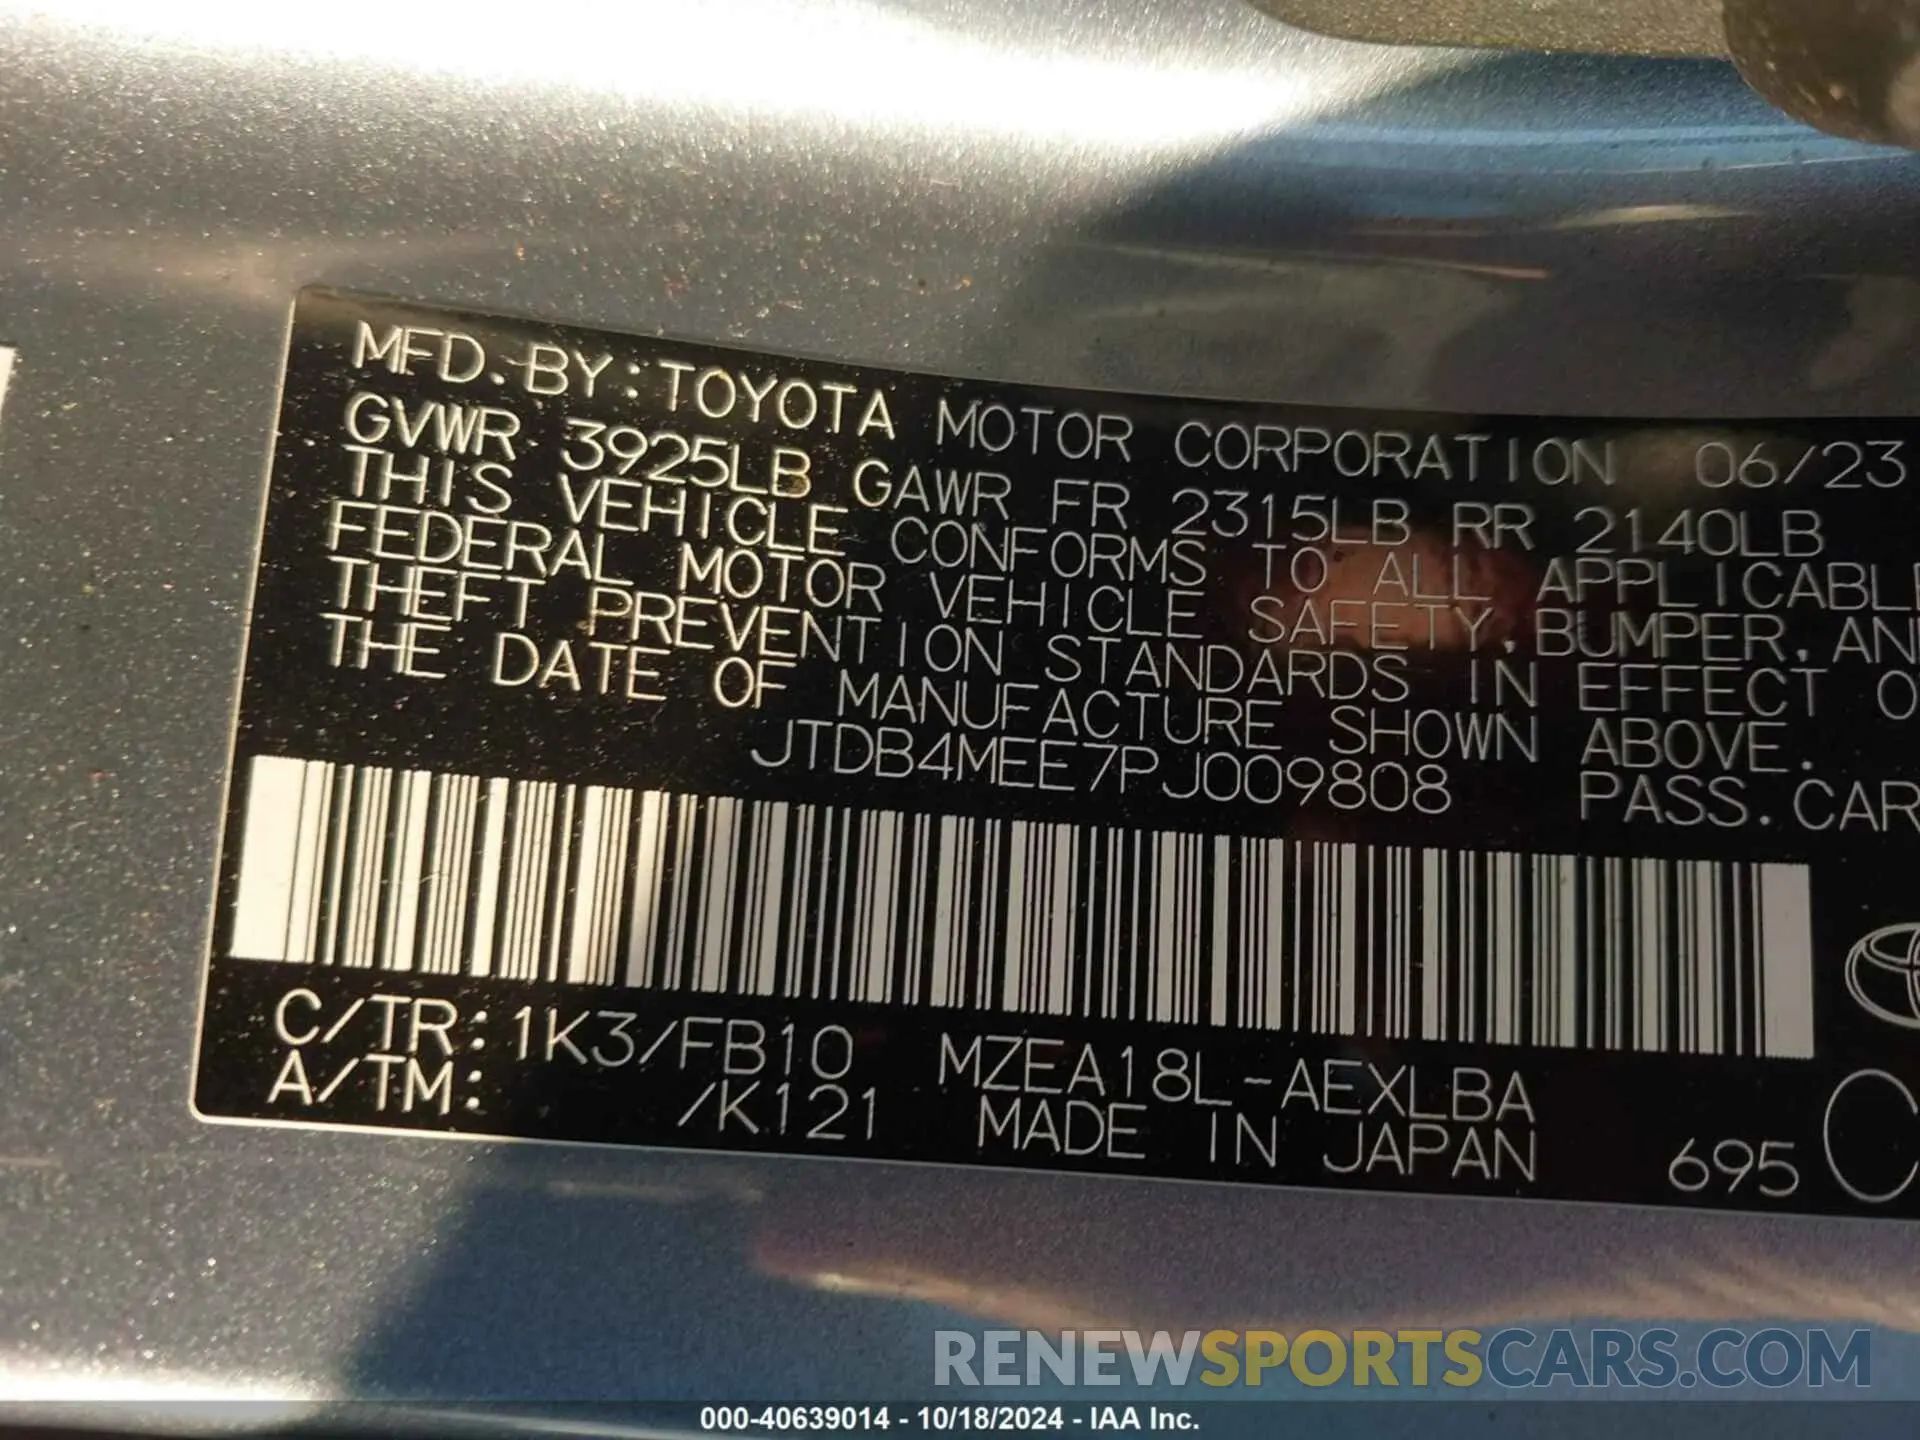 MFD. BY: TOYOTA MOTOR CORPORATION 06/23
GVWR 3925LB GAWR FR 2315LB RR 2140LB
THIS VEHICLE CONFORMS TO ALL APPLICABLE
FEDERAL MOTOR VEHICLE SAFETY, BUMPER, AN
THEFT PREVENTION STANDARDS IN EFFECT O
THE DATE OF MANUFACTURE SHOWN ABOVE.
JTDB4MEE7PJ009808 PASS. CAR
C/TR: 1K3/FB10 MZEA18L-AEXLBA
A/TM: /K121 MADE IN JAPAN 695 C
RENEWSPORTSCARS.COM
000-40639014 - 10/18/2024 - IAA Inc.